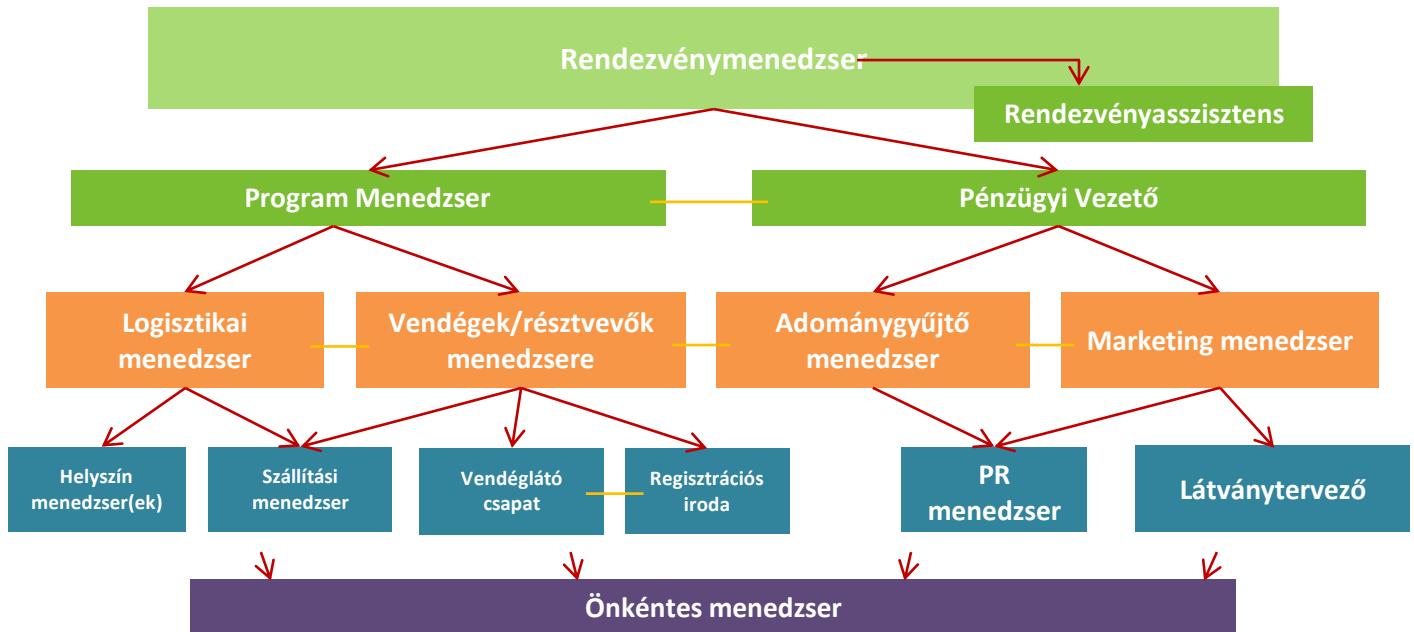 Rendezvénymenedzser
Rendezvényasszisztens
Program Menedzser
Pénzügyi Vezető
Logisztikai
menedzser
Vendégek/résztvevők
menedzsere
Adománygyűjtő
menedzser
Marketing menedzser
Helyszín
menedzser(ek)
Szállítási
menedzser
Vendéglátó
csapat
Regisztrációs
iroda
PR
menedzser
Látványtervező
Önkéntes menedzser